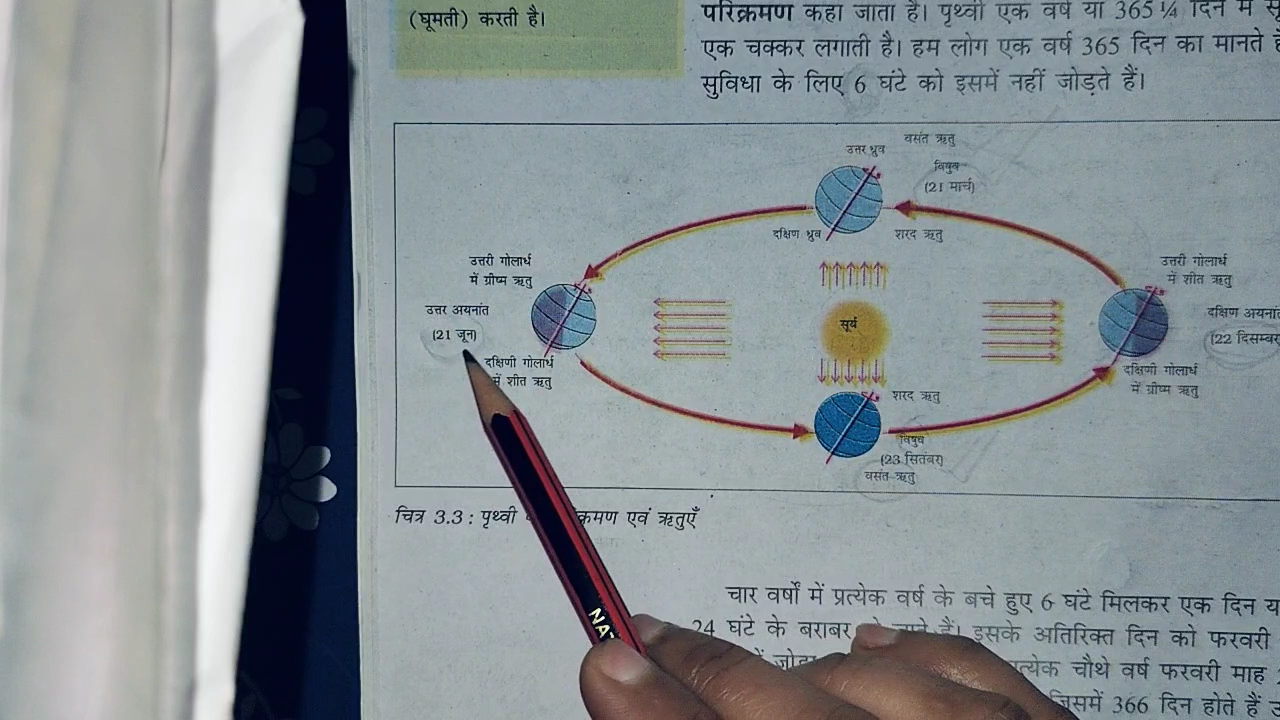 (घूमती) करती है।
परिक्रमण कहा जाता है। पृथ्वी एक वर्ष या 365 ¼ दिन में
एक चक्कर लगाती है। हम लोग एक वर्ष 365 दिन का मानते
सुविधा के लिए 6 घंटे को इसमें नहीं जोड़ते हैं।
वसंत ऋतु
उत्तर ध्रुव
विषुव
(21 मार्च)
दक्षिण ध्रुव
शरद ऋतु
उत्तरी गोलार्ध
में ग्रीष्म ऋतु
उत्तर अयनांत
(21 जून)
दक्षिणी गोलार्ध
में शीत ऋतु
सूर्य
उत्तरी गोलार्ध
में शीत ऋतु
दक्षिण अयनांत
(22 दिसम्बर
दक्षिणी गोलार्ध
में ग्रीष्म ऋतु
शरद ऋतु
विषुव
(23 सितंबर)
वसंत ऋतु
चित्र 3.3 : पृथ्वी क्रमण एवं ऋतुएँ
NAT
चार वर्षों में प्रत्येक वर्ष के बचे हुए 6 घंटे मिलकर एक दिन
24 घंटे के बराबर हो जाते हैं। इसके अतिरिक्त दिन को फरवरी
में जोड़ा प्रत्येक चौथे वर्ष फरवरी माह
जिसमें 366 दिन होते हैं